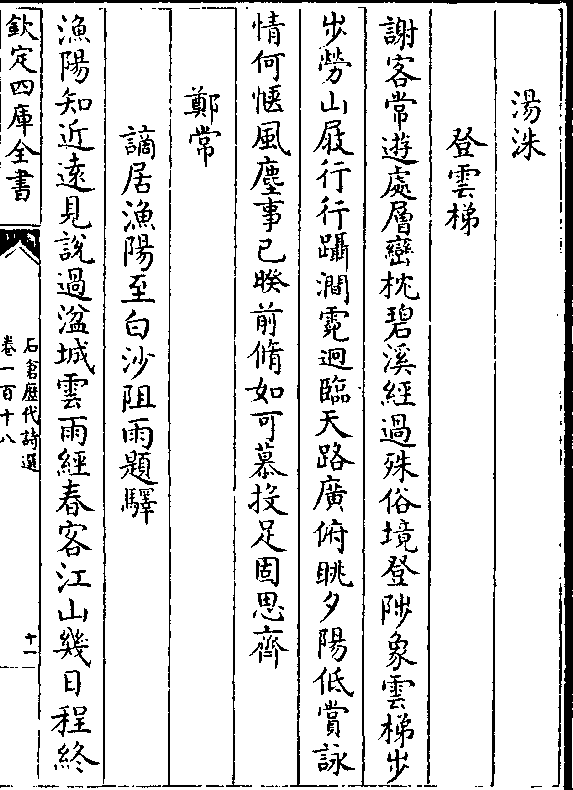 湯洙
登雲梯
謝客常遊處層巒枕碧溪經過殊俗境登陟象雲梯步
步勞山屐行行躡澗霓迥臨天路廣俯眺夕陽低賞詠
情何愜風塵事已暌前脩如可慕投足固思齊
鄭常
謫居漁陽至白沙阻雨題驛
漁陽知近遠見說過湓城雲雨經春客江山幾日程終
欽定四庫全書
石倉歷代詩選
卷一百十八
十一